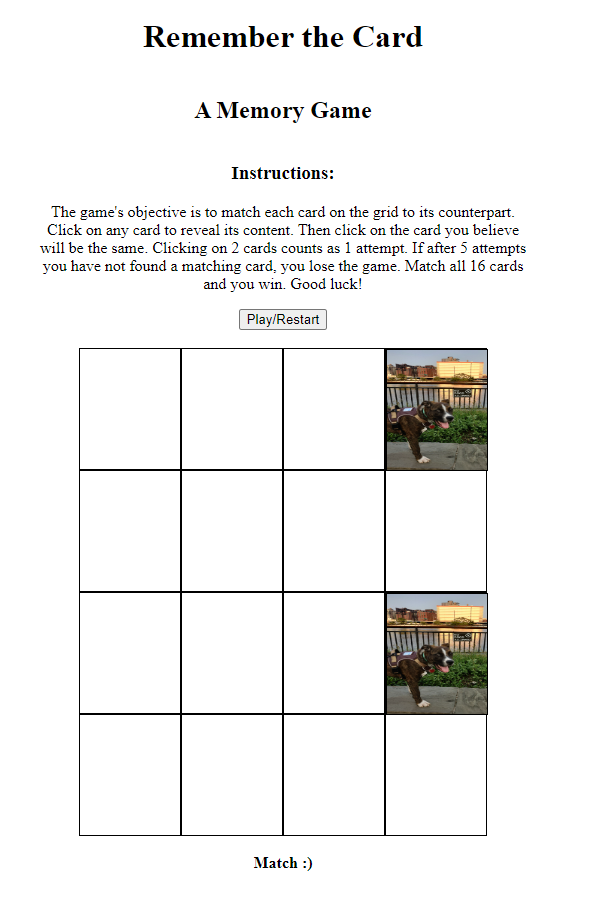 Remember the Card
A Memory Game
Instructions:
The game's objective is to match each card on the grid to its counterpart.
Click on any card to reveal its content. Then click on the card you believe
will be the same. Clicking on 2 cards counts as 1 attempt. If after 5 attempts
you have not found a matching card, you lose the game. Match all 16 cards
and you win. Good luck!
Play/Restart
Match :)